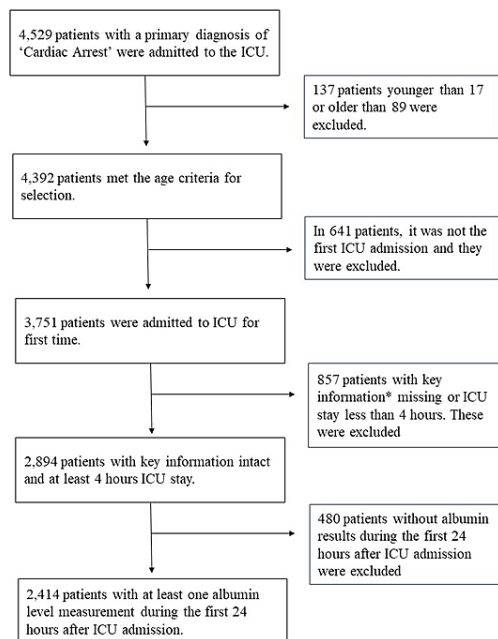 4,529 patients with a primary diagnosis of
‘Cardiac Arrest’ were admitted to the ICU.
137 patients younger than 17
or older than 89 were
excluded.
4,392 patients met the age criteria for
selection.
In 641 patients, it was not the
first ICU admission and they
were excluded.
3,751 patients were admitted to ICU for
first time.
857 patients with key
information* missing or ICU
stay less than 4 hours. These
were excluded
2,894 patients with key information intact
and at least 4 hours ICU stay.
480 patients without albumin
results during the first 24
hours after ICU admission
were excluded
2,414 patients with at least one albumin
level measurement during the first 24
hours after ICU admission.